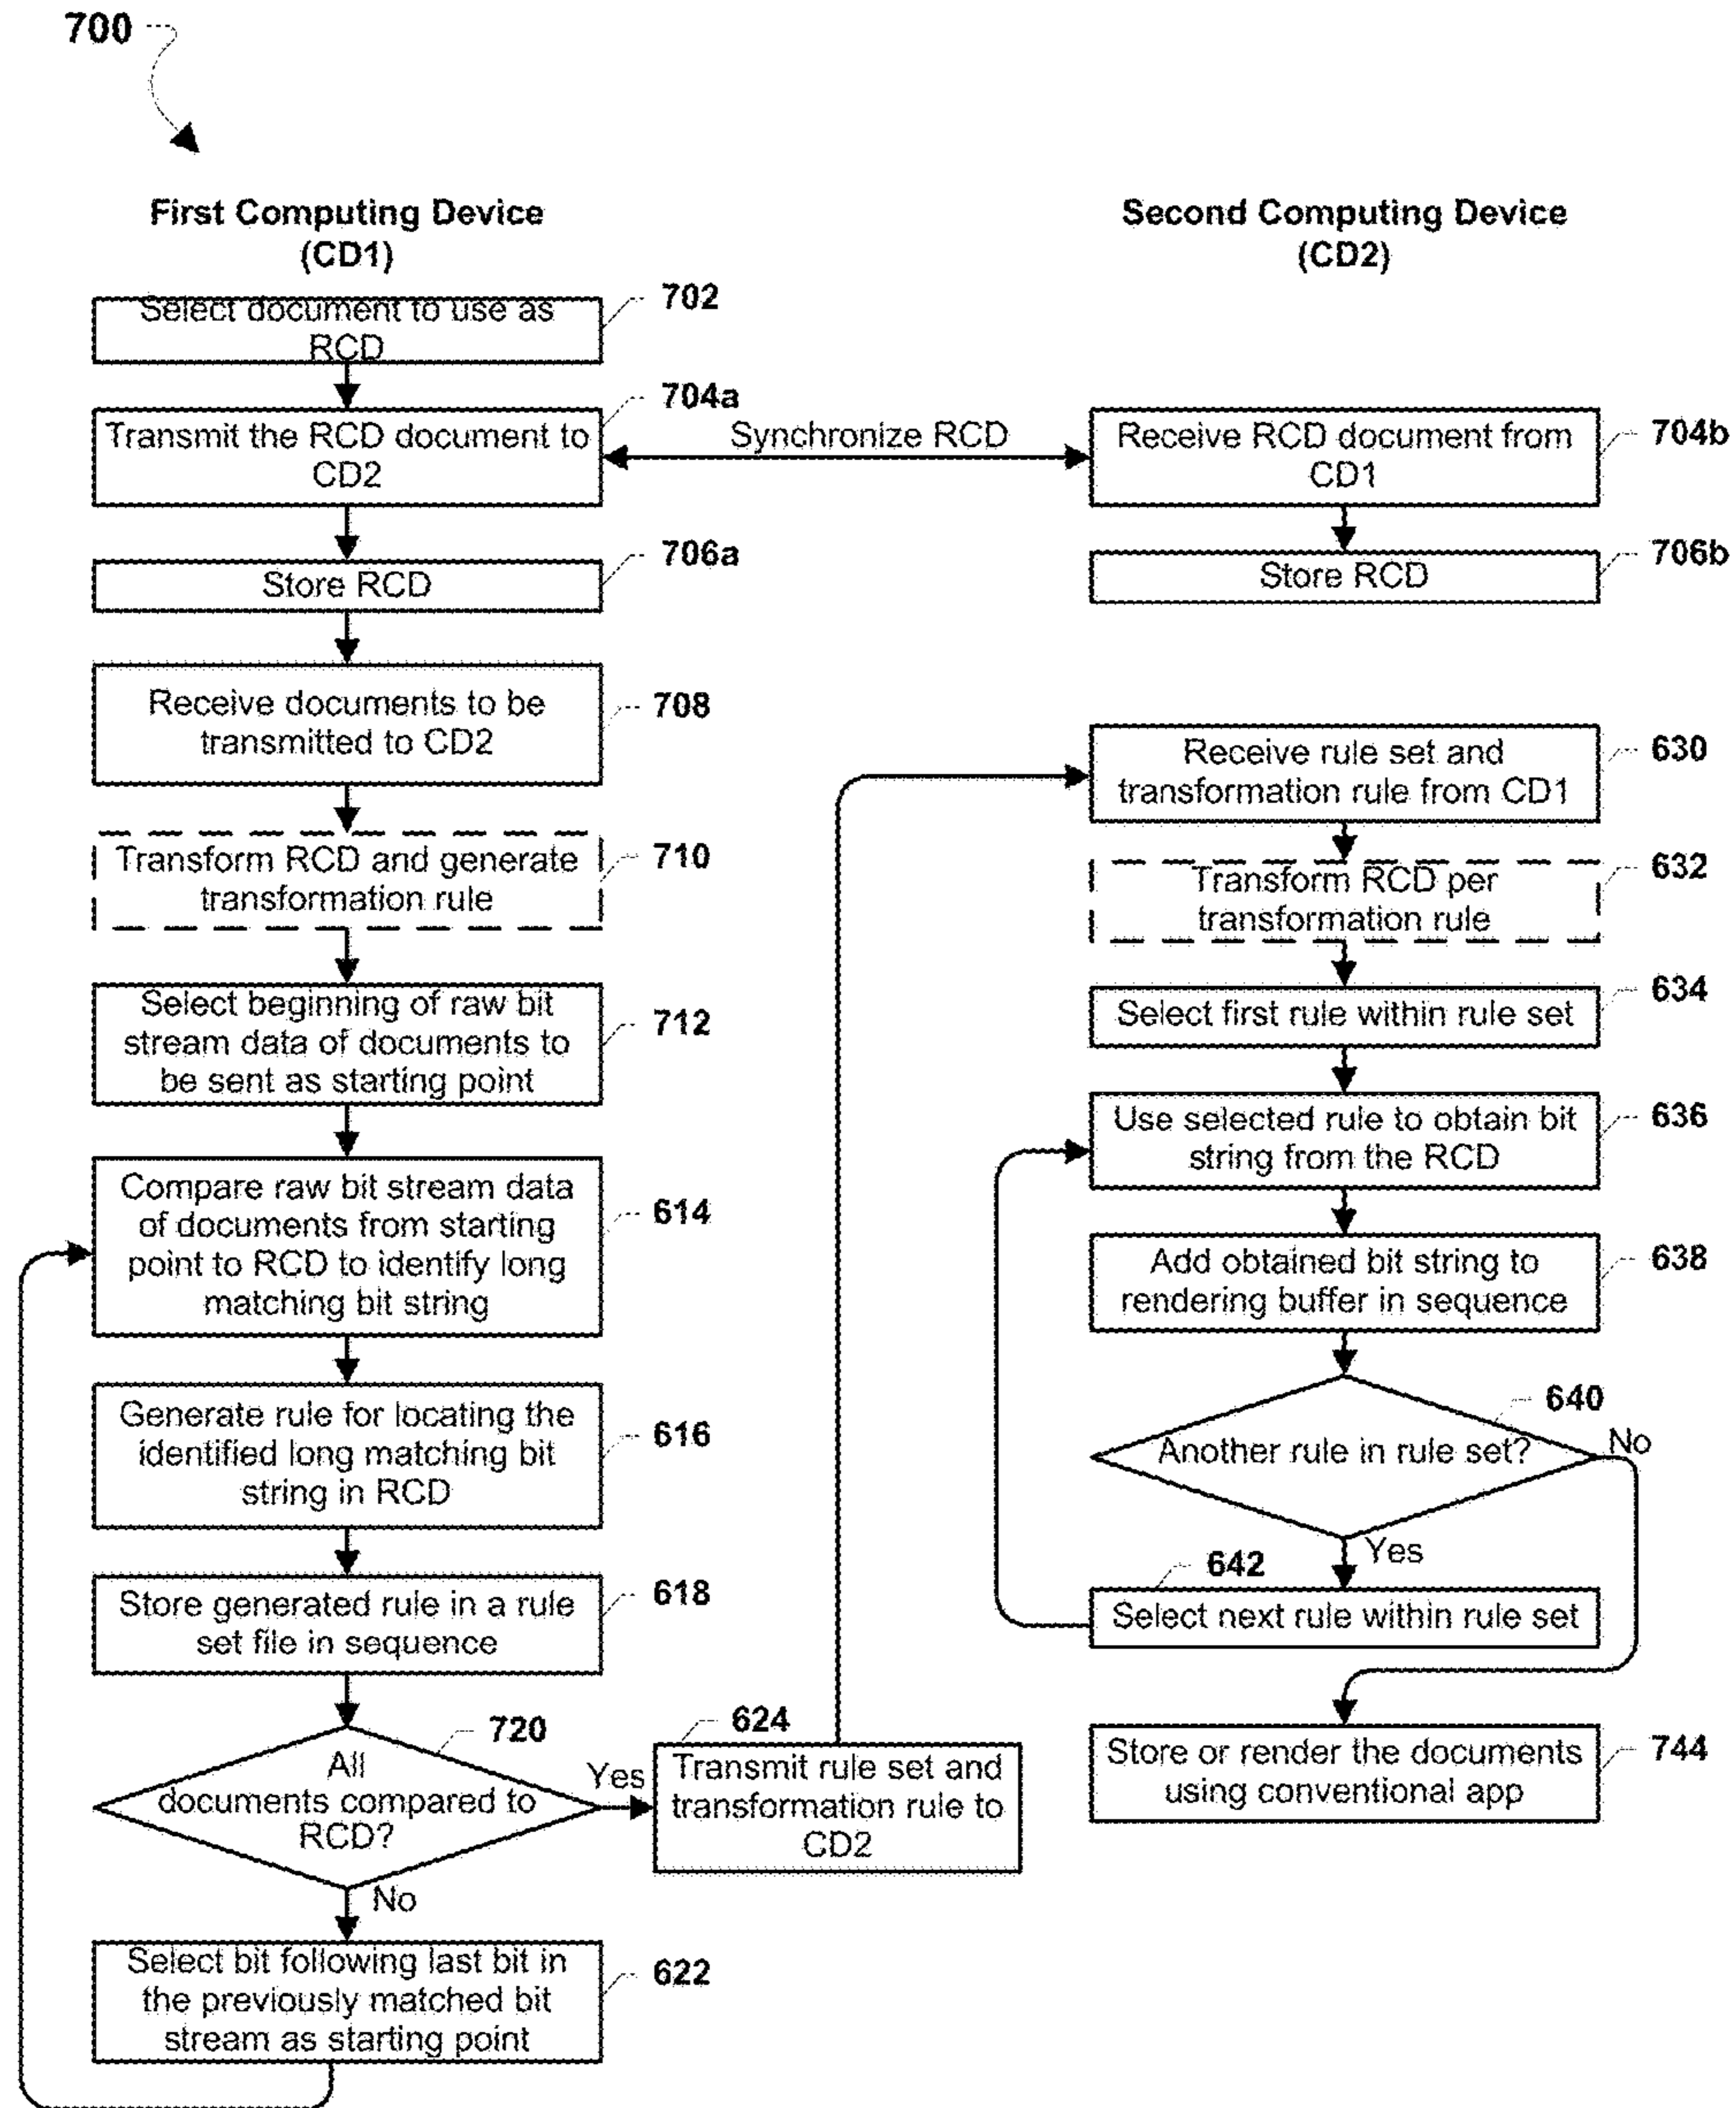 700
First Computing Device
(CD1)
Select document to use as
RCD
702
Transmit the RCD document to
CD2
704a
Synchronize RCD
Store RCD
706a
Receive documents to be
transmitted to CD2
708
Transform RCD and generate
transformation rule
710
Select beginning of raw bit
stream data of documents to
be sent as starting point
712
Compare raw bit stream data
of documents from starting
point to RCD to identify long
matching bit string
614
Generate rule for locating the
identified long matching bit
string in RCD
616
Store generated rule in a rule
set file in sequence
618
All
documents compared to
RCD?
720
Yes
No
Transmit rule set and
transformation rule to
CD2
624
Select bit following last bit in
the previously matched bit
stream as starting point
622
Second Computing Device
(CD2)
Receive RCD document from
CD1
704b
Store RCD
706b
Receive rule set and
transformation rule from CD1
630
Transform RCD per
transformation rule
632
Select first rule within rule set
634
Use selected rule to obtain bit
string from the RCD
636
Add obtained bit string to
rendering buffer in sequence
638
Another rule in rule set?
640
No
Yes
642
Select next rule within rule set
Store or render the documents
using conventional app
744